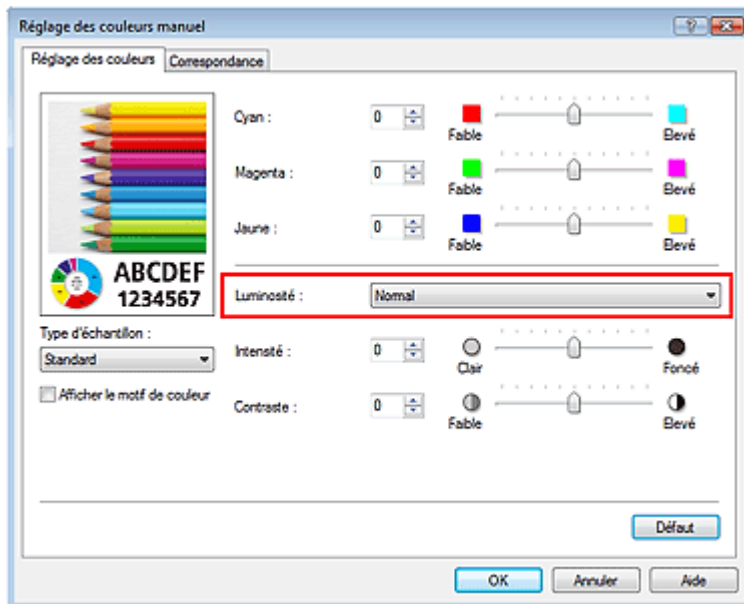 Réglage des couleurs manuel
Réglage des couleurs
Correspondance
ABCDEF
1234567
Type d'échantillon :
Standard
Afficher le motif de couleur
Cyan :
0
Faible
Elevé
Magenta :
0
Faible
Elevé
Jaune :
0
Faible
Elevé
Luminosité :
Normal
Intensité :
0
Clair
Foncé
Contraste :
0
Faible
Elevé
Défaut
OK
Annuler
Aide